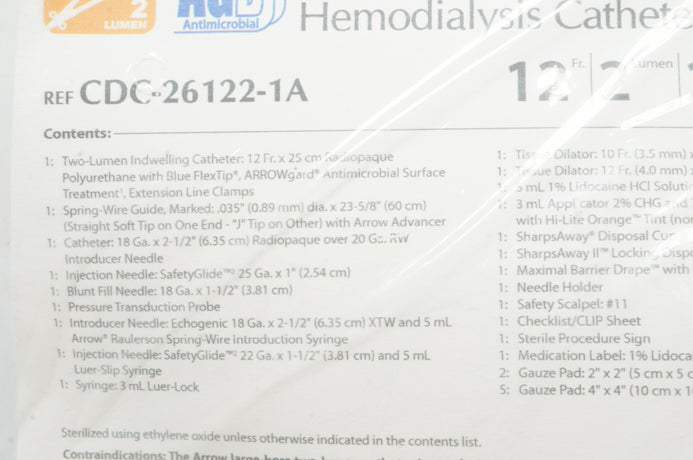 % 2 LUMEN
AGB Antimicrobial
Hemodialysis Cathete
REF CDC-26122-1A
12 Fr. 2 Lumen
Contents:
1: Two-Lumen Indwelling Catheter: 12 Fr. x 25 cm Radiopaque
Polyurethane with Blue FlexTip®, ARROWgard® Antimicrobial Surface
Treatment¹, Extension Line Clamps
1: Spring-Wire Guide, Marked: .035" (0.89 mm) dia. x 23-5/8" (60 cm)
(Straight Soft Tip on One End - "J" Tip on Other) with Arrow Advancer
1: Catheter: 18 Ga. x 2-1/2" (6.35 cm) Radiopaque over 20 Ga. RW
Introducer Needle
1: Injection Needle: SafetyGlide™² 25 Ga. x 1" (2.54 cm)
1: Blunt Fill Needle: 18 Ga. x 1-1/2" (3.81 cm)
1: Pressure Transduction Probe
1: Introducer Needle: Echogenic 18 Ga. x 2-1/2" (6.35 cm) XTW and 5 mL
Arrow® Raulerson Spring-Wire Introduction Syringe
1: Injection Needle: SafetyGlide™² 22 Ga. x 1-1/2" (3.81 cm) and 5 mL
Luer-Slip Syringe
1: Syringe: 3 mL Luer-Lock
1: Tissue Dilator: 10 Fr. (3.5 mm) x
1: Tissue Dilator: 12 Fr. (4.0 mm) x
1: 5 mL 1% Lidocaine HCl Soluti
1: 3 mL Applicator 2% CHG and
with Hi-Lite Orange™ Tint (no
1: SharpsAway® Disposal Cup
1: SharpsAway II™ Locking Dispo
1: Maximal Barrier Drape™ with
1: Needle Holder
1: Safety Scalpel: #11
1: Checklist/CLIP Sheet
1: Sterile Procedure Sign
1: Medication Label: 1% Lidoca
2: Gauze Pad: 2" x 2" (5 cm x 5 c
5: Gauze Pad: 4" x 4" (10 cm x 1
Sterilized using ethylene oxide unless otherwise indicated in the contents list.
Contraindications: The Arrow large-bore two-lumen